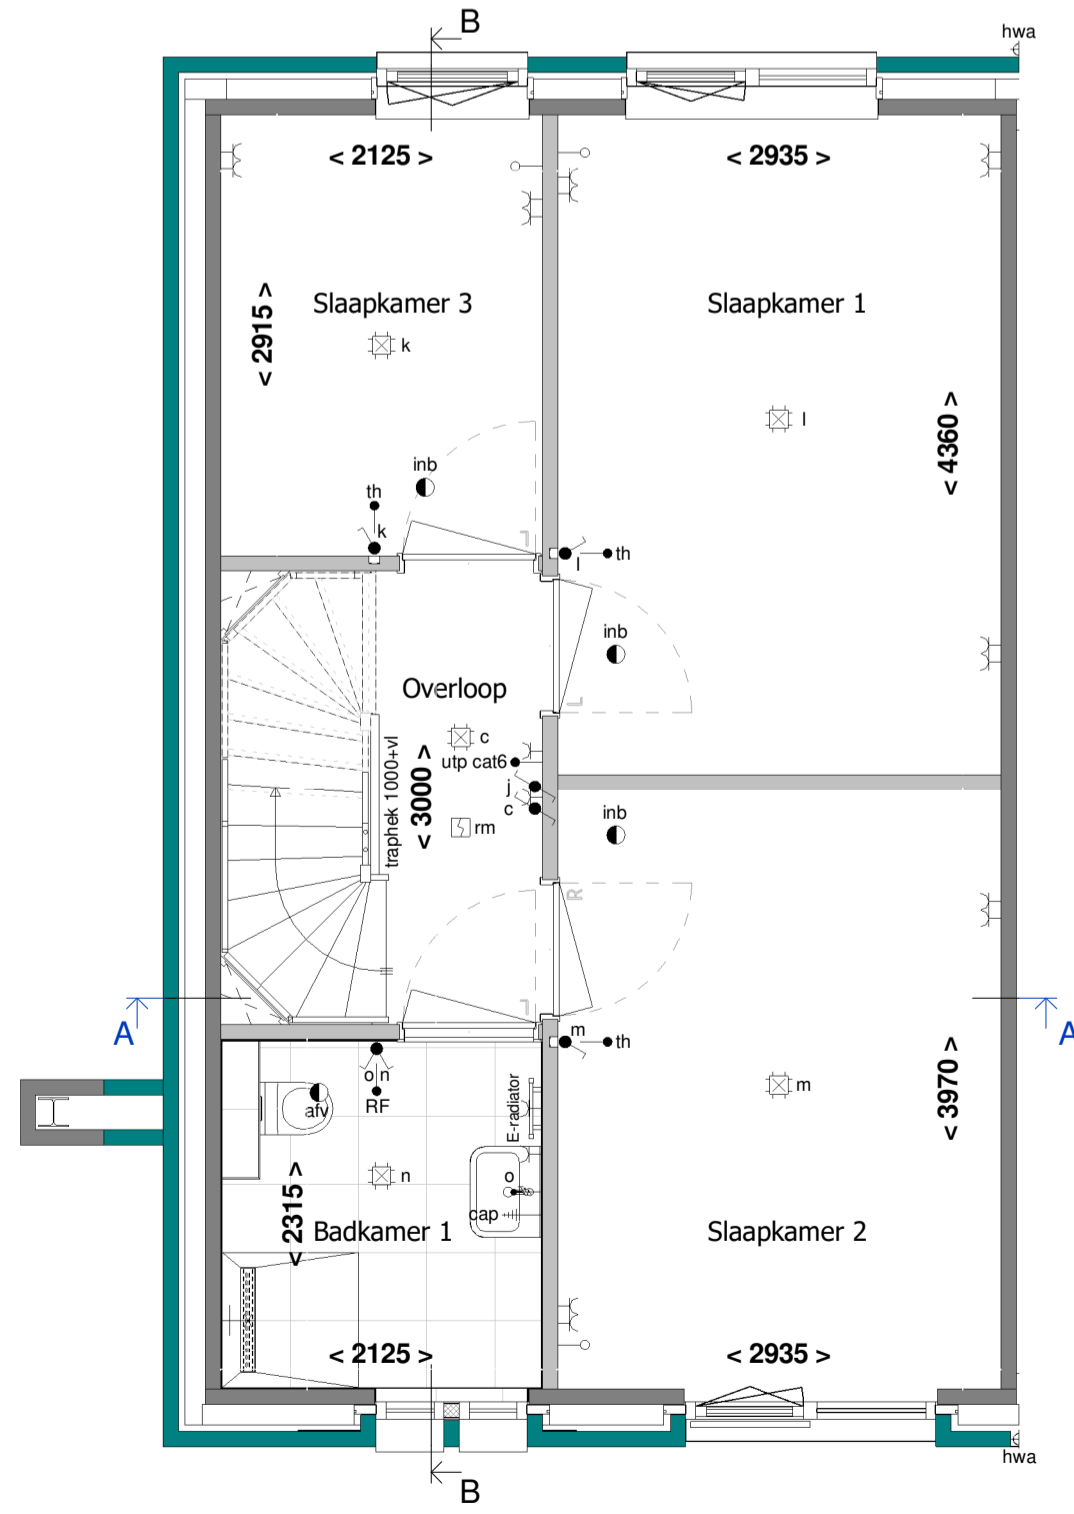 B
hwa
< 2125 >
< 2935 >
Slaapkamer 3
Slaapkamer 1
< 2915 >
k
l
< 4360 >
inb
th
k
L
l
th
inb
L
Overloop
c
utp cat6
j
c
traphek 1000+vl
< 3000 >
rm
inb
R
L
A
A
m
th
o n
RF
afv
E-radiator
m
< 3970 >
n
o
cap
< 2315 >
Badkamer 1
Slaapkamer 2
< 2125 >
< 2935 >
hwa
B